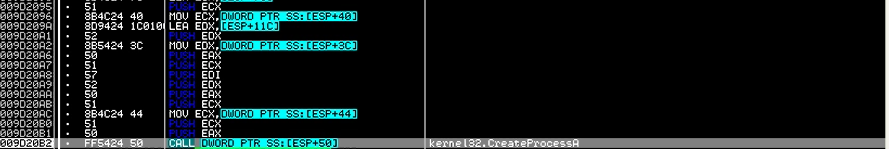 009D2095 • 51 PUSH ECX
009D2096 • 8B4C24 40 MOV ECX,DWORD PTR SS:[ESP+40]
009D209A • 8D9424 1C0100 LEA EDX,[ESP+11C]
009D20A1 • 52 PUSH EDX
009D20A2 • 8B5424 3C MOV EDX,DWORD PTR SS:[ESP+3C]
009D20A6 • 50 PUSH EAX
009D20A7 • 51 PUSH ECX
009D20A8 • 57 PUSH EDI
009D20A9 • 52 PUSH EDX
009D20AA • 50 PUSH EAX
009D20AB • 51 PUSH ECX
009D20AC • 8B4C24 44 MOV ECX,DWORD PTR SS:[ESP+44]
009D20B0 • 51 PUSH ECX
009D20B1 • 50 PUSH EAX
009D20B2 • FF5424 50 CALL DWORD PTR SS:[ESP+50] kernel32.CreateProcessA